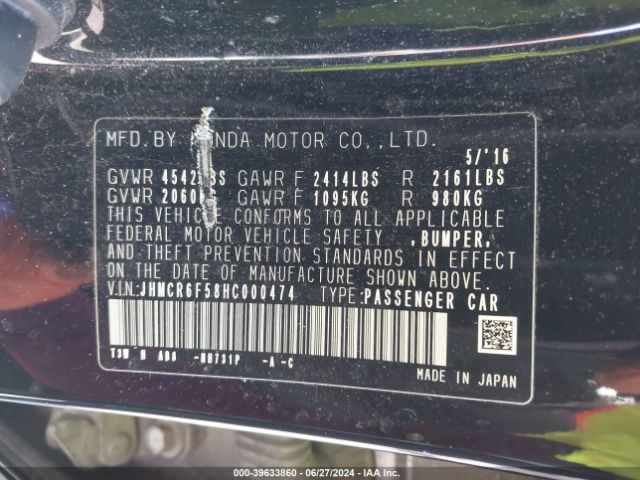 MFD.BY HONDA MOTOR CO.,LTD.
5/'16
GVWR 4542LBS GAWR F 2414LBS R 2161LBS
GVWR 2060KG GAWR F 1095KG R 980KG
THIS VEHICLE CONFORMS TO ALL APPLICABLE
FEDERAL MOTOR VEHICLE SAFETY ,BUMPER,
AND THEFT PREVENTION STANDARDS IN EFFECT
ON THE DATE OF MANUFACTURE SHOWN ABOVE.
V.I.N:JHMCR6F58HC000474 TYPE:PASSENGER CAR
-NH731P -A -C
MADE IN JAPAN
000-39633860 - 06/27/2024 - IAA Inc.